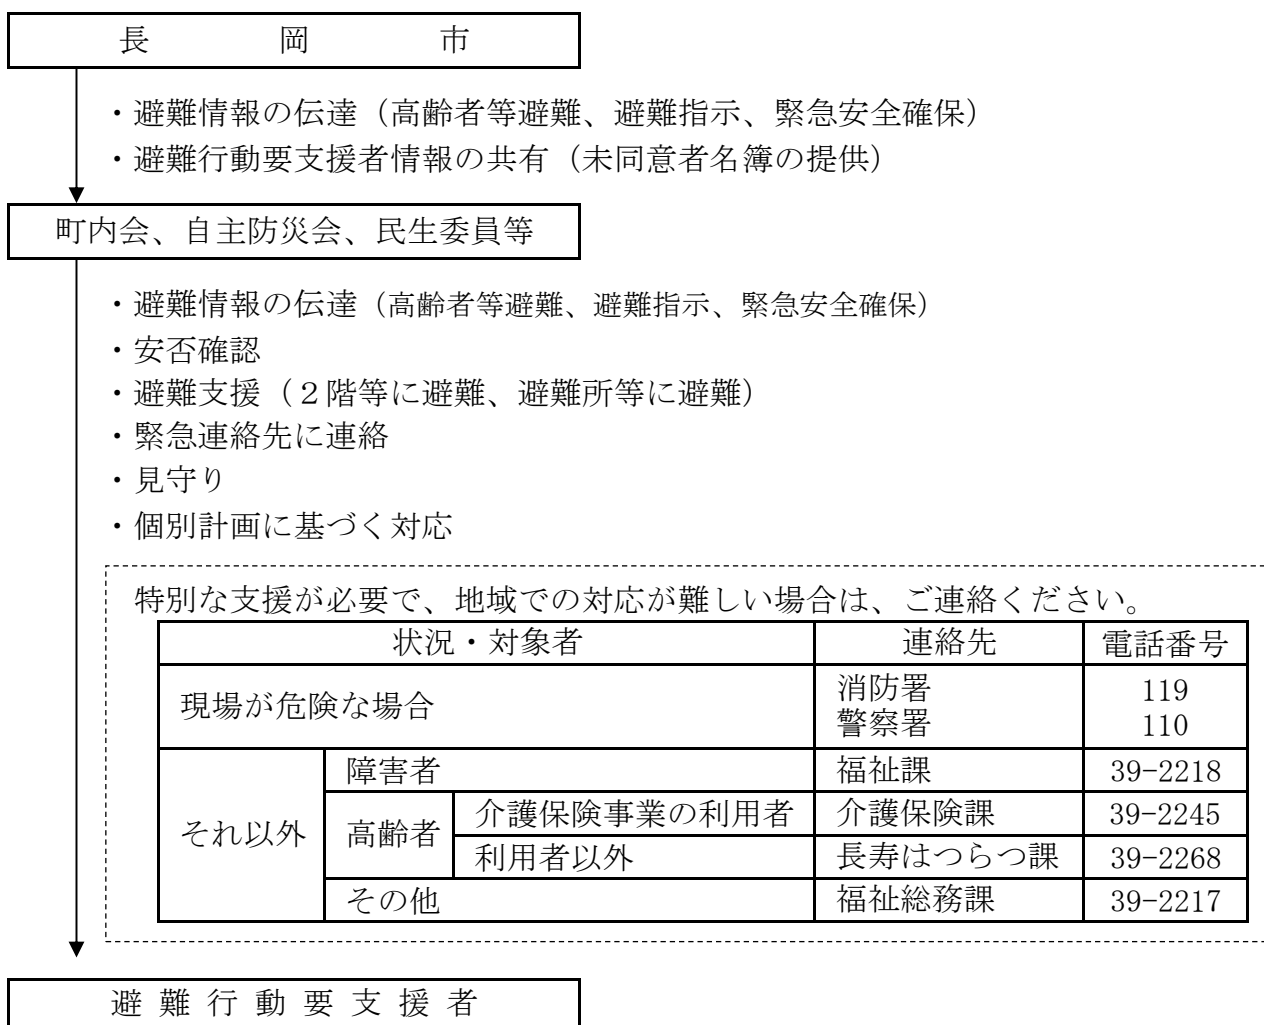 長岡市
・避難情報の伝達（高齢者等避難、避難指示、緊急安全確保）
・避難行動要支援者情報の共有（未同意者名簿の提供）
町内会、自主防災会、民生委員等
・避難情報の伝達（高齢者等避難、避難指示、緊急安全確保）
・安否確認
・避難支援（２階等に避難、避難所等に避難）
・緊急連絡先に連絡
・見守り
・個別計画に基づく対応
特別な支援が必要で、地域での対応が難しい場合は、ご連絡ください。
状況・対象者 連絡先 電話番号
現場が危険な場合 消防署 119
警察署 110
それ以外 障害者 福祉課 39-2218
高齢者 介護保険事業の利用者 介護保険課 39-2245
利用者以外 長寿はつらつ課 39-2268
その他 福祉総務課 39-2217
避難行動要支援者